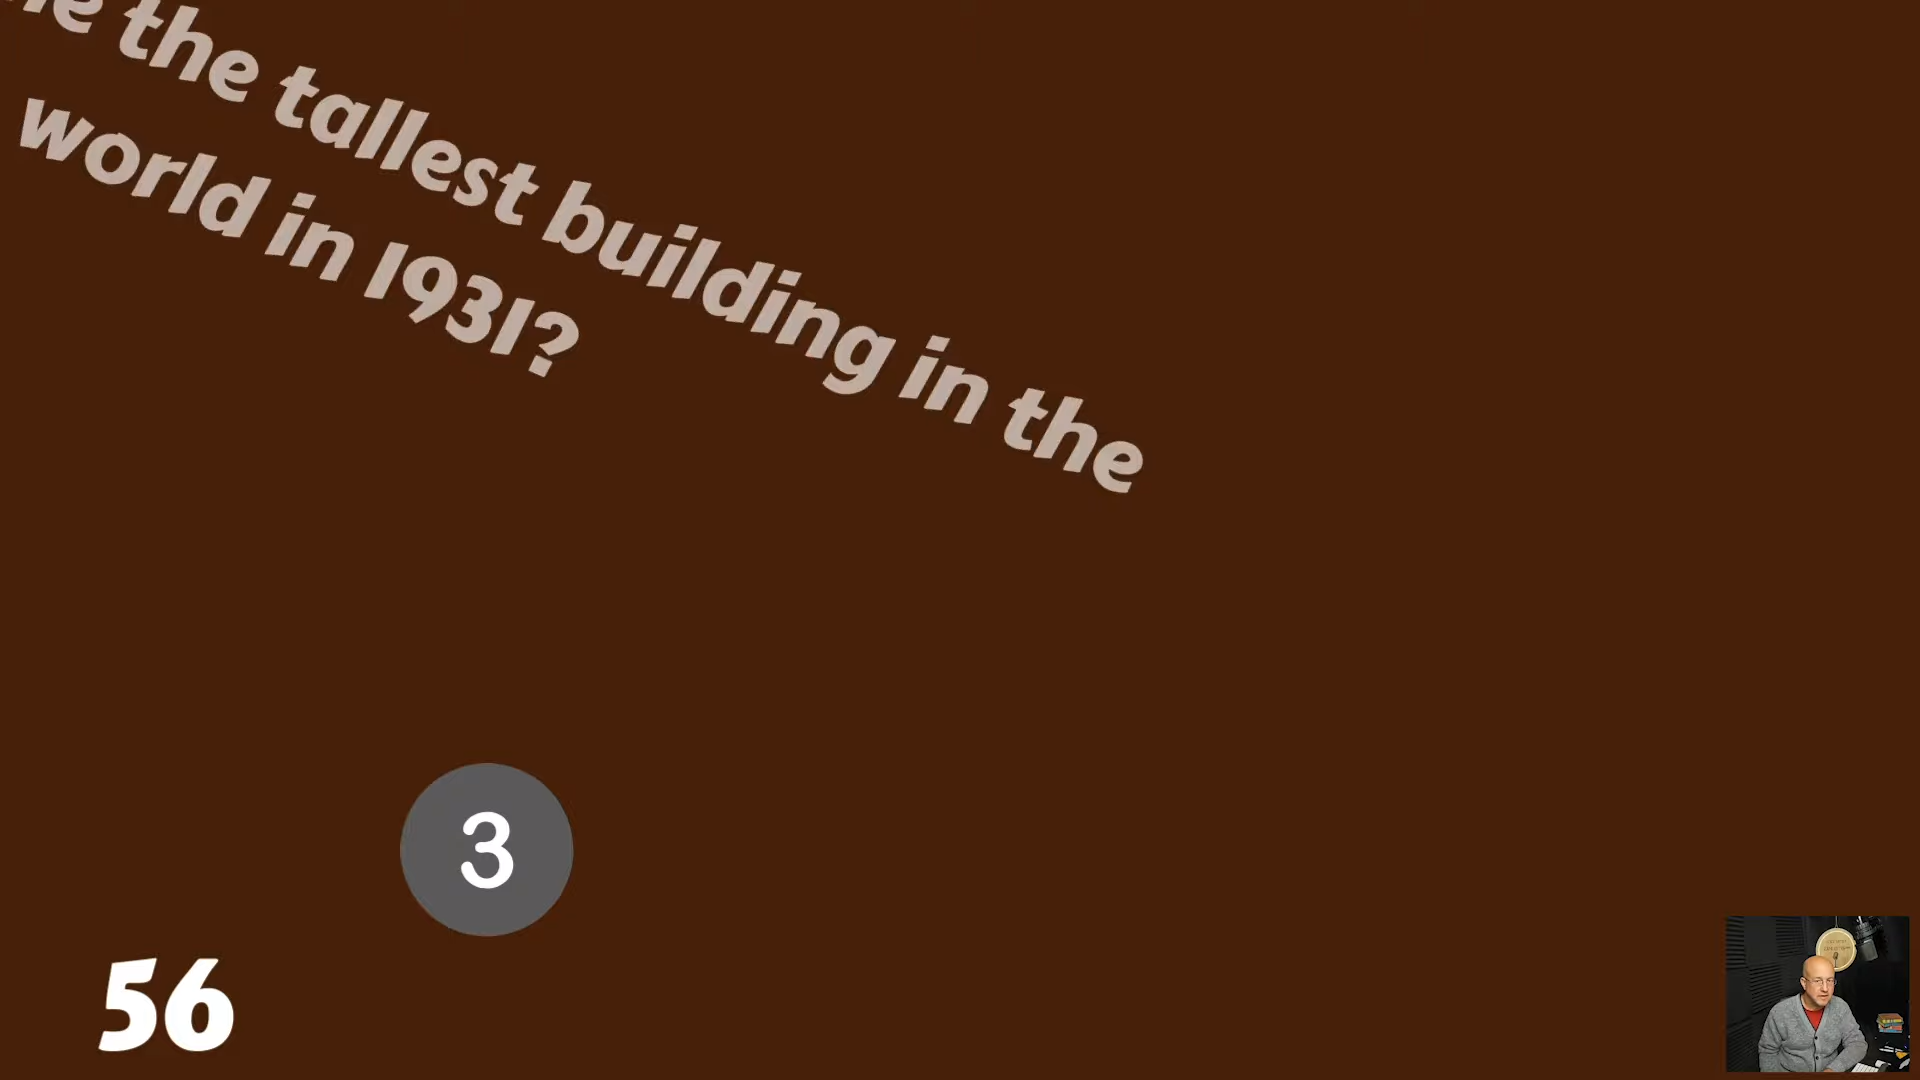 the tallest building in the
world in 1931?
3
56